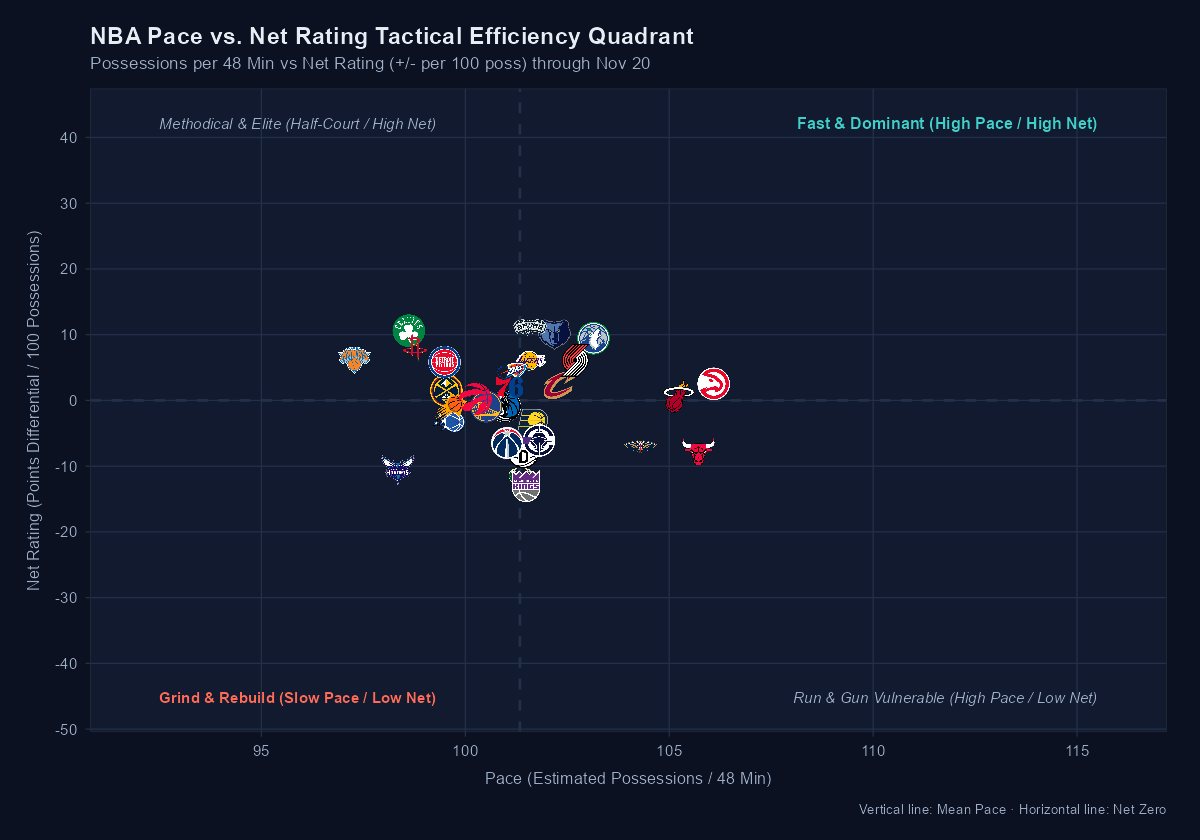 NBA Pace vs. Net Rating Tactical Efficiency Quadrant
Possessions per 48 Min vs Net Rating (+/- per 100 poss) through Nov 20
Methodical & Elite (Half-Court / High Net)
Fast & Dominant (High Pace / High Net)
40
30
20
10
0
-10
-20
-30
-40
-50
Net Rating (Points Differential / 100 Possessions)
KINGS
Grind & Rebuild (Slow Pace / Low Net)
Run & Gun Vulnerable (High Pace / Low Net)
95
100
105
110
115
Pace (Estimated Possessions / 48 Min)
Vertical line: Mean Pace · Horizontal line: Net Zero